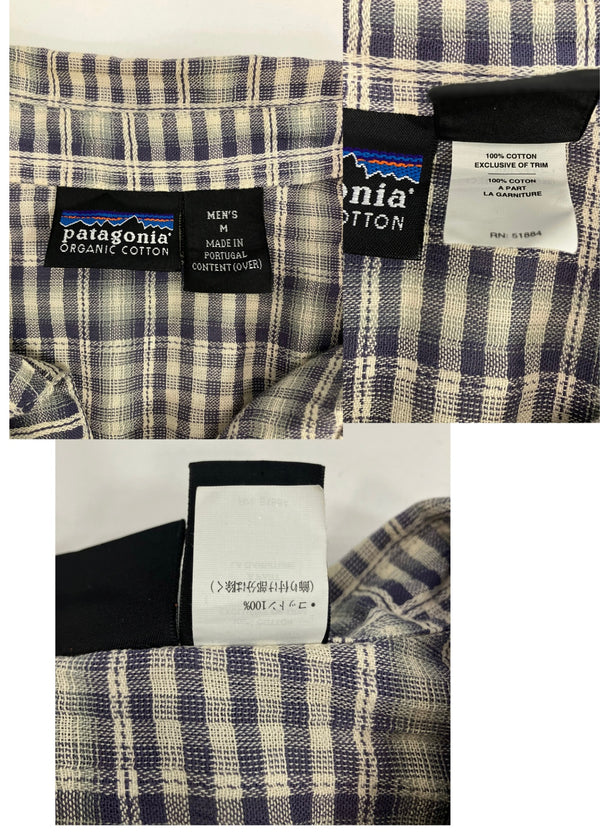 patagonia®
ORGANIC COTTON
MEN'S
M
MADE IN
PORTUGAL
CONTENT (OVER)
onia®
COTTON
100% COTTON
EXCLUSIVE OF TRIM
100% COTTON
A PART
LA GARNITURE
RN: 51884
• コットン100%
(飾り付け部分は除く)